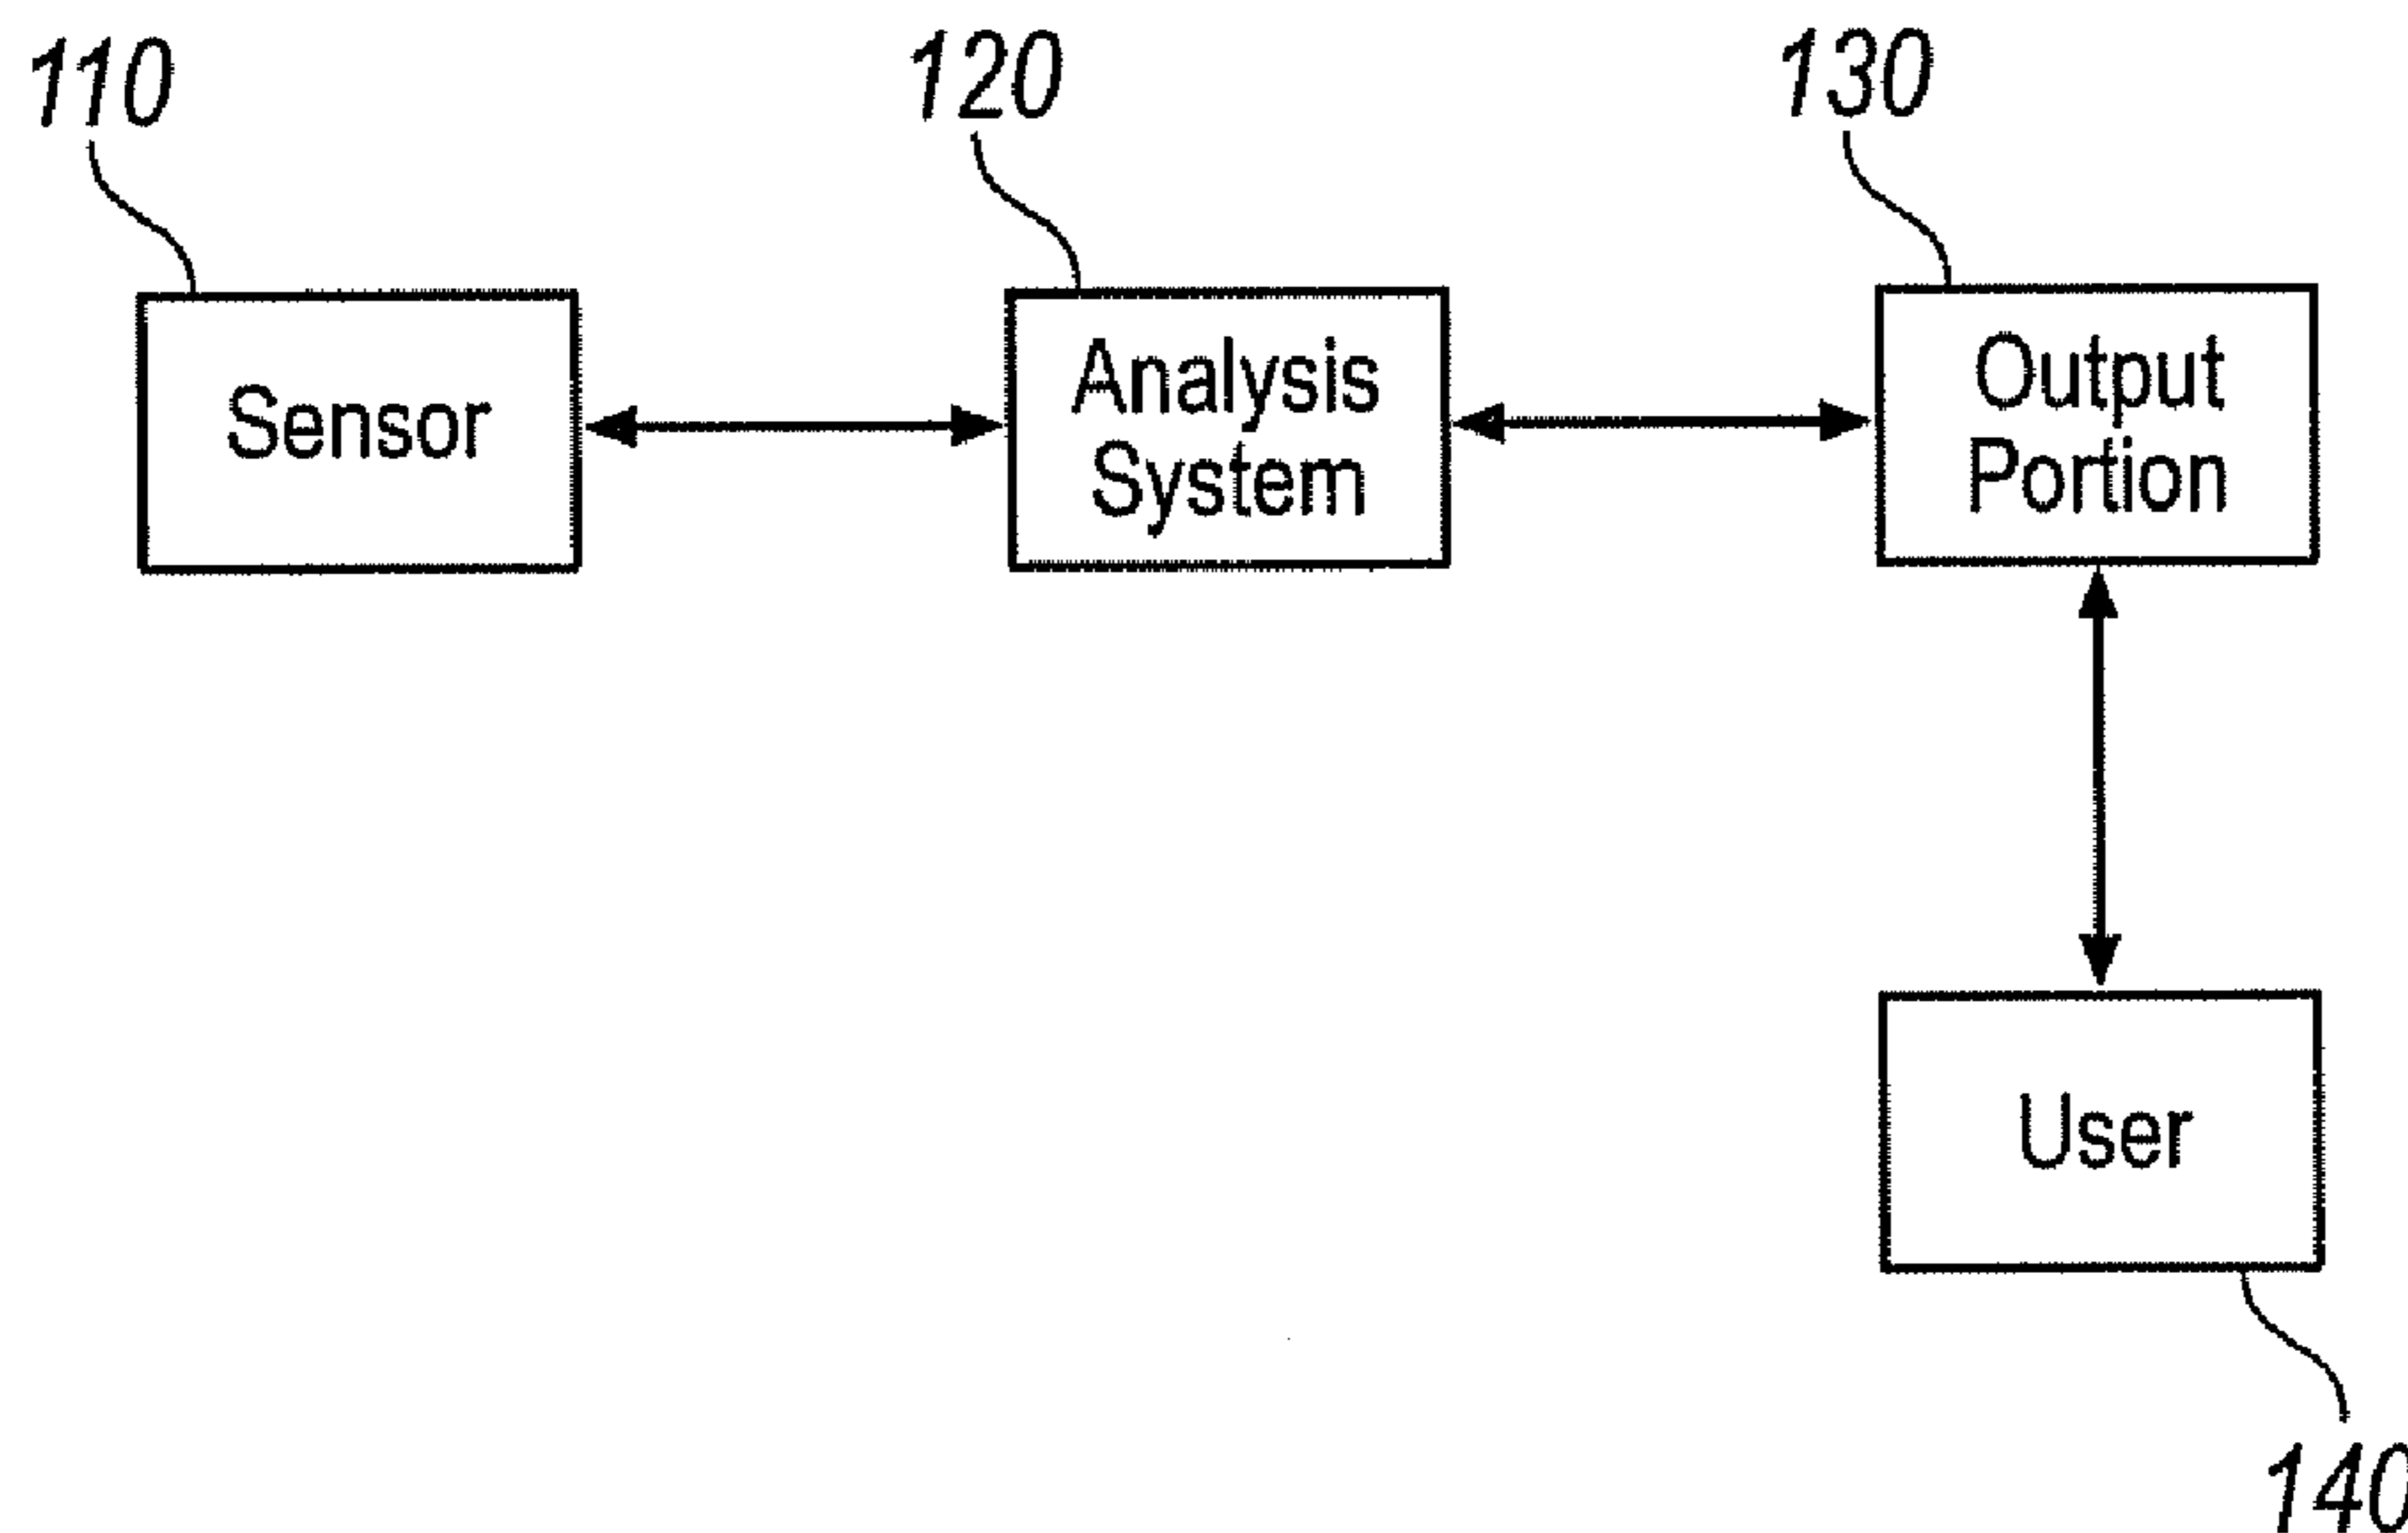 110
120
130
Sensor
Analysis
System
Output
Portion
User
140